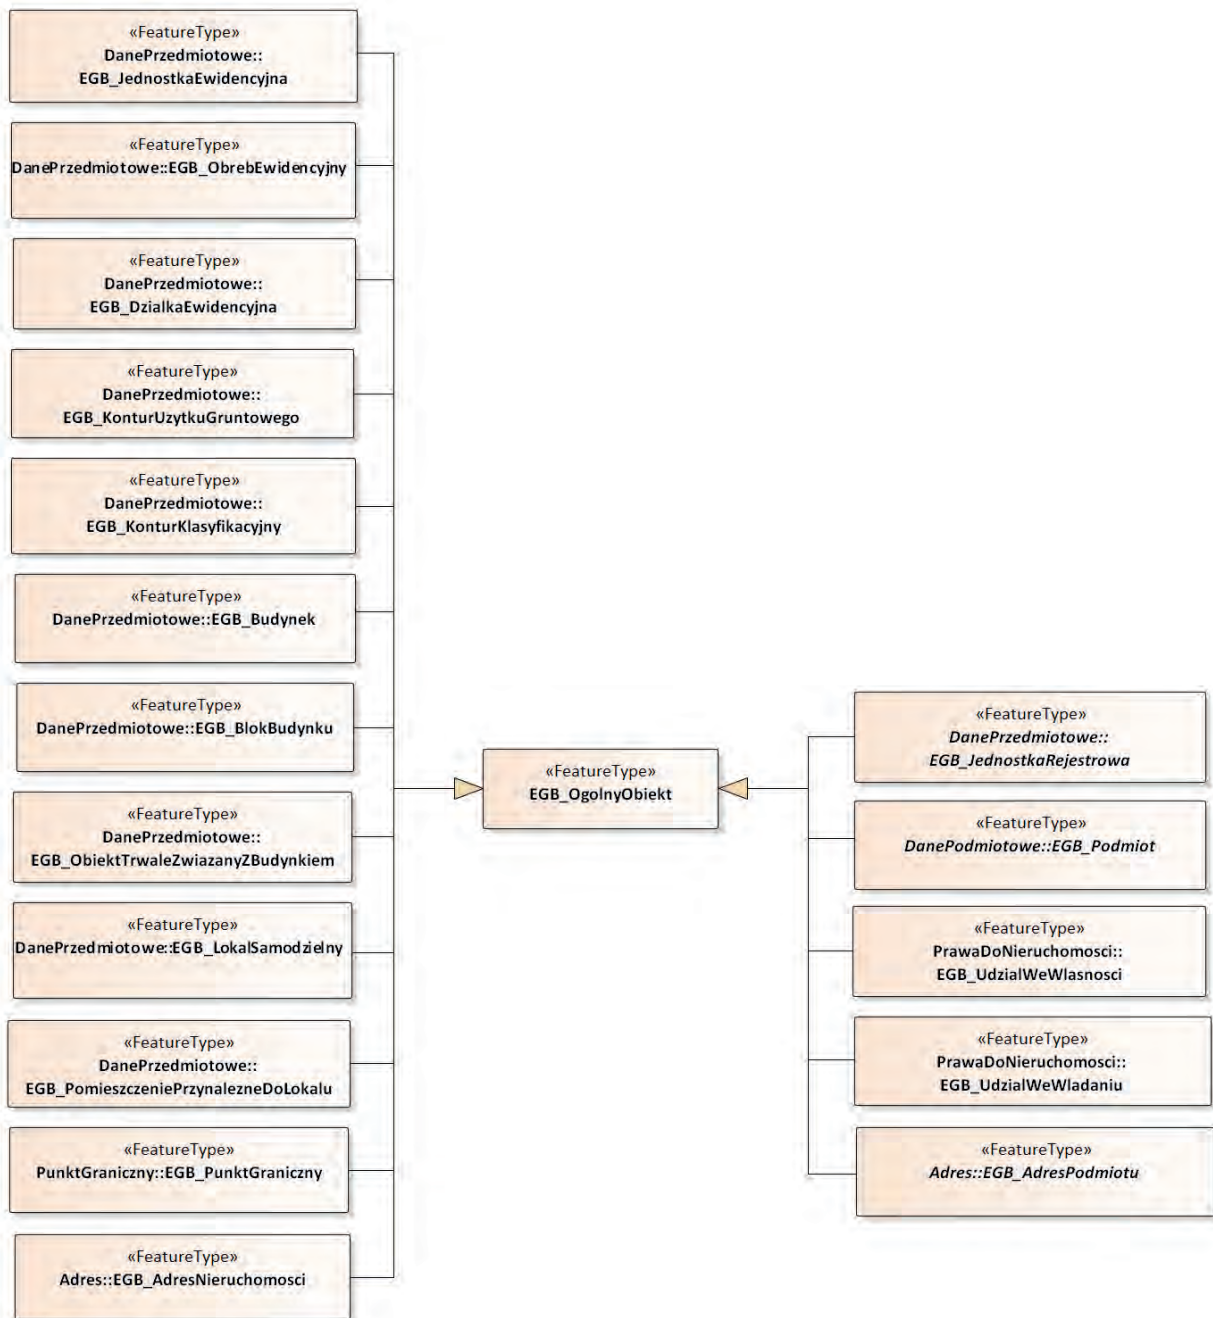 «FeatureType»
DanePrzedmiotowe::
EGB_JednostkaEwidencyjna
«FeatureType»
DanePrzedmiotowe::EGB_ObrebEwidencyjny
«FeatureType»
DanePrzedmiotowe::
EGB_DzialkaEwidencyjna
«FeatureType»
DanePrzedmiotowe::
EGB_KonturUzytkuGruntowego
«FeatureType»
DanePrzedmiotowe::
EGB_KonturKlasyfikacyjny
«FeatureType»
DanePrzedmiotowe::EGB_Budynek
«FeatureType»
DanePrzedmiotowe::EGB_BlokBudynku
«FeatureType»
DanePrzedmiotowe::
EGB_ObiektTrwaleZwiazanyZBudynkiem
«FeatureType»
DanePrzedmiotowe::EGB_LokalSamodzielny
«FeatureType»
DanePrzedmiotowe::
EGB_PomieszczeniePrzynalezneDoLokalu
«FeatureType»
PunktGraniczny::EGB_PunktGraniczny
«FeatureType»
Adres::EGB_AdresNieruchomosci
«FeatureType»
EGB_OgolnyObiekt
«FeatureType»
DanePrzedmiotowe::
EGB_JednostkaRejestrowa
«FeatureType»
DanePodmiotowe::EGB_Podmiot
«FeatureType»
PrawaDoNieruchomosci::
EGB_UdzialWeWlasnosci
«FeatureType»
PrawaDoNieruchomosci::
EGB_UdzialWeWladaniu
«FeatureType»
Adres::EGB_AdresPodmiotu